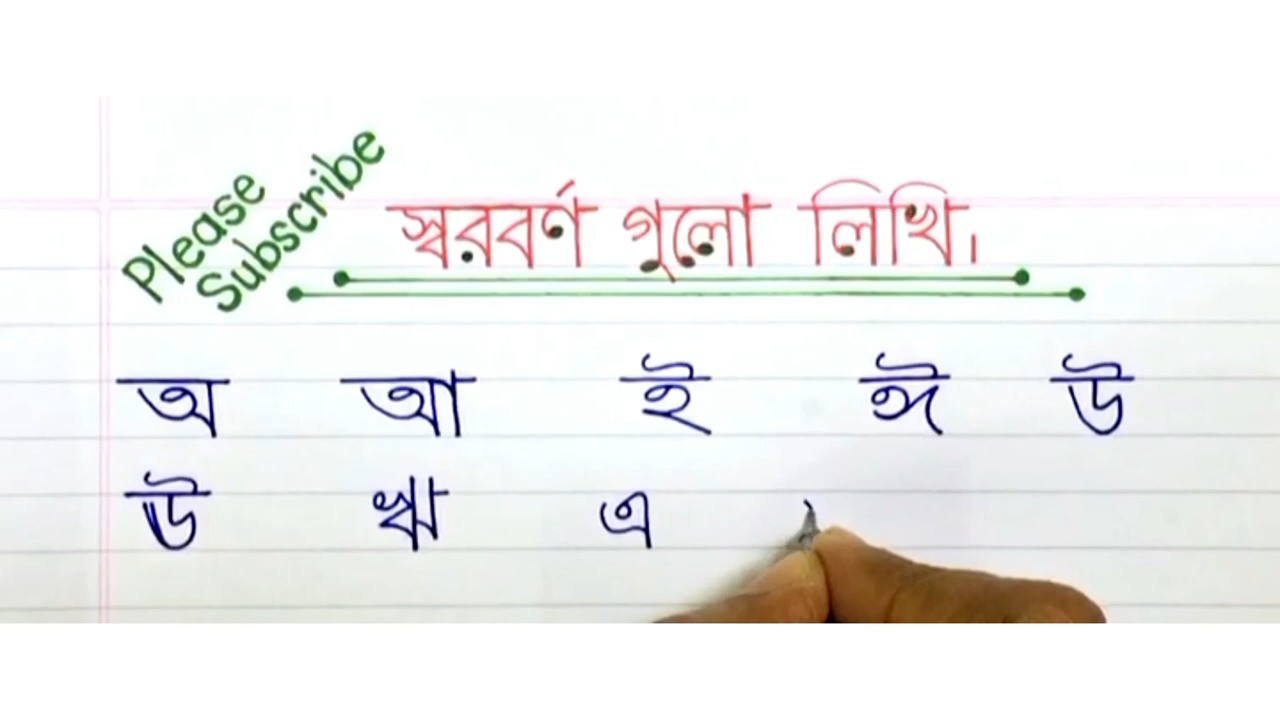 Please
Subscribe
স্বরবর্ণ গুলো লিখি।
অ আ ই ঈ উ
ঊ ঋ এ